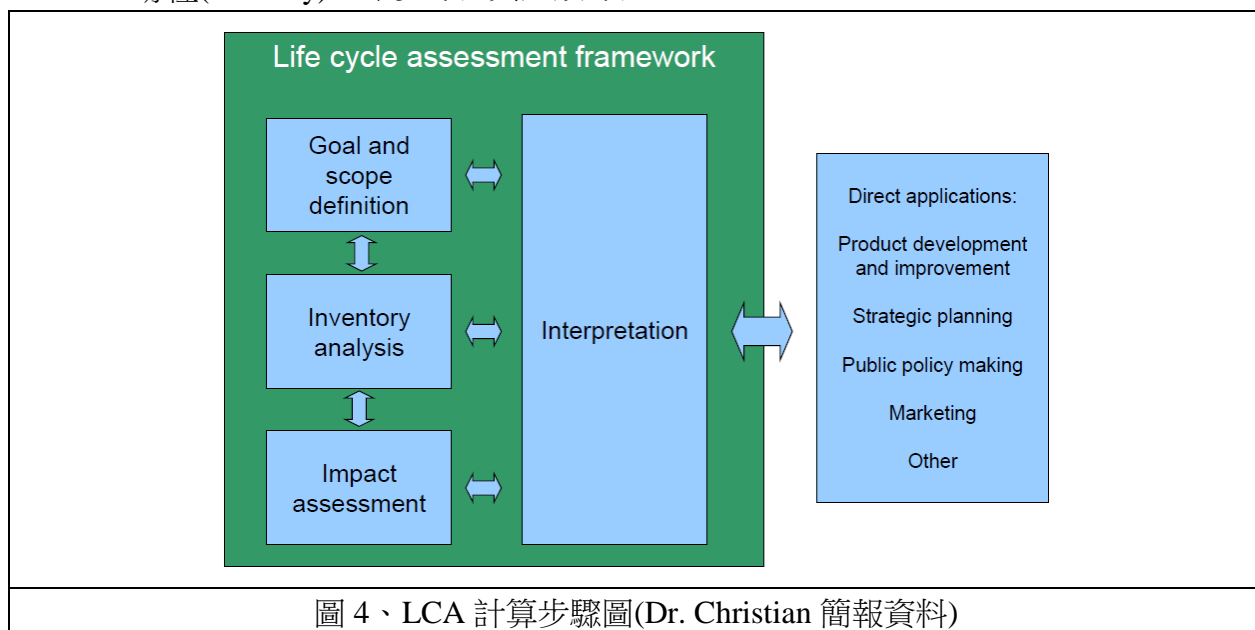 Life cycle assessment framework
Goal and
scope
definition
Inventory
analysis
Impact
assessment
Interpretation
Direct applications:
Product development
and improvement
Strategic planning
Public policy making
Marketing
Other
圖 4、LCA 計算步驟圖(Dr. Christian 簡報資料)